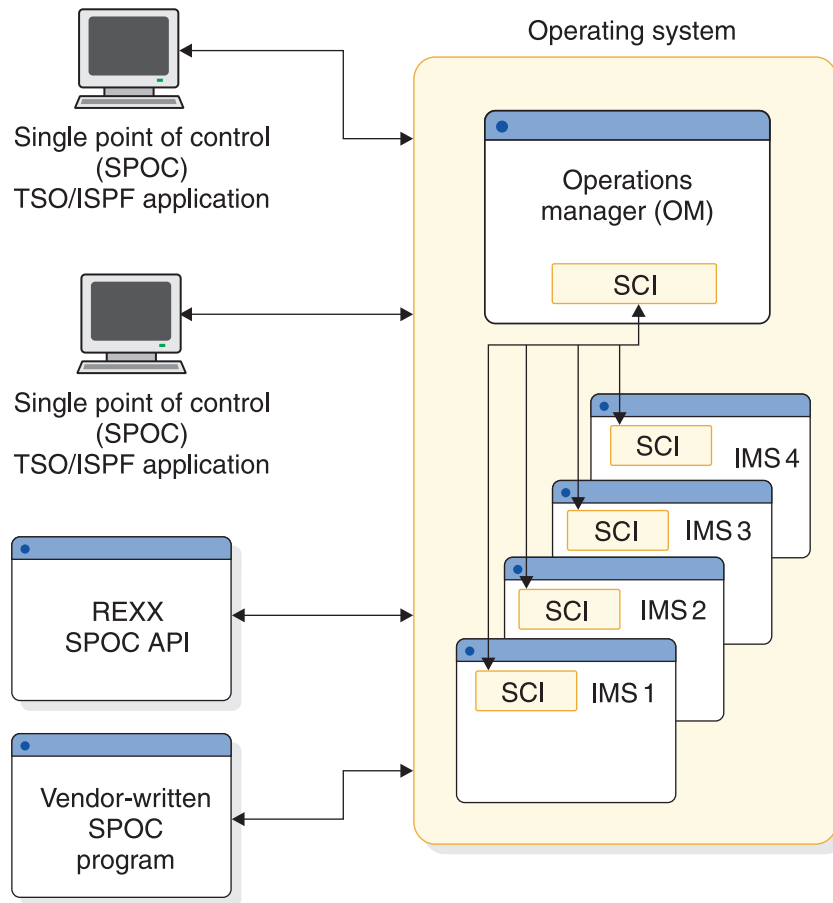 Operating system
Single point of control
(SPOC)
TSO/ISPF application
Operations
manager (OM)
SCI
Single point of control
(SPOC)
TSO/ISPF application
SCI
IMS 4
SCI
IMS 3
SCI
IMS 2
SCI
IMS 1
REXX
SPOC API
Vendor-written
SPOC
program